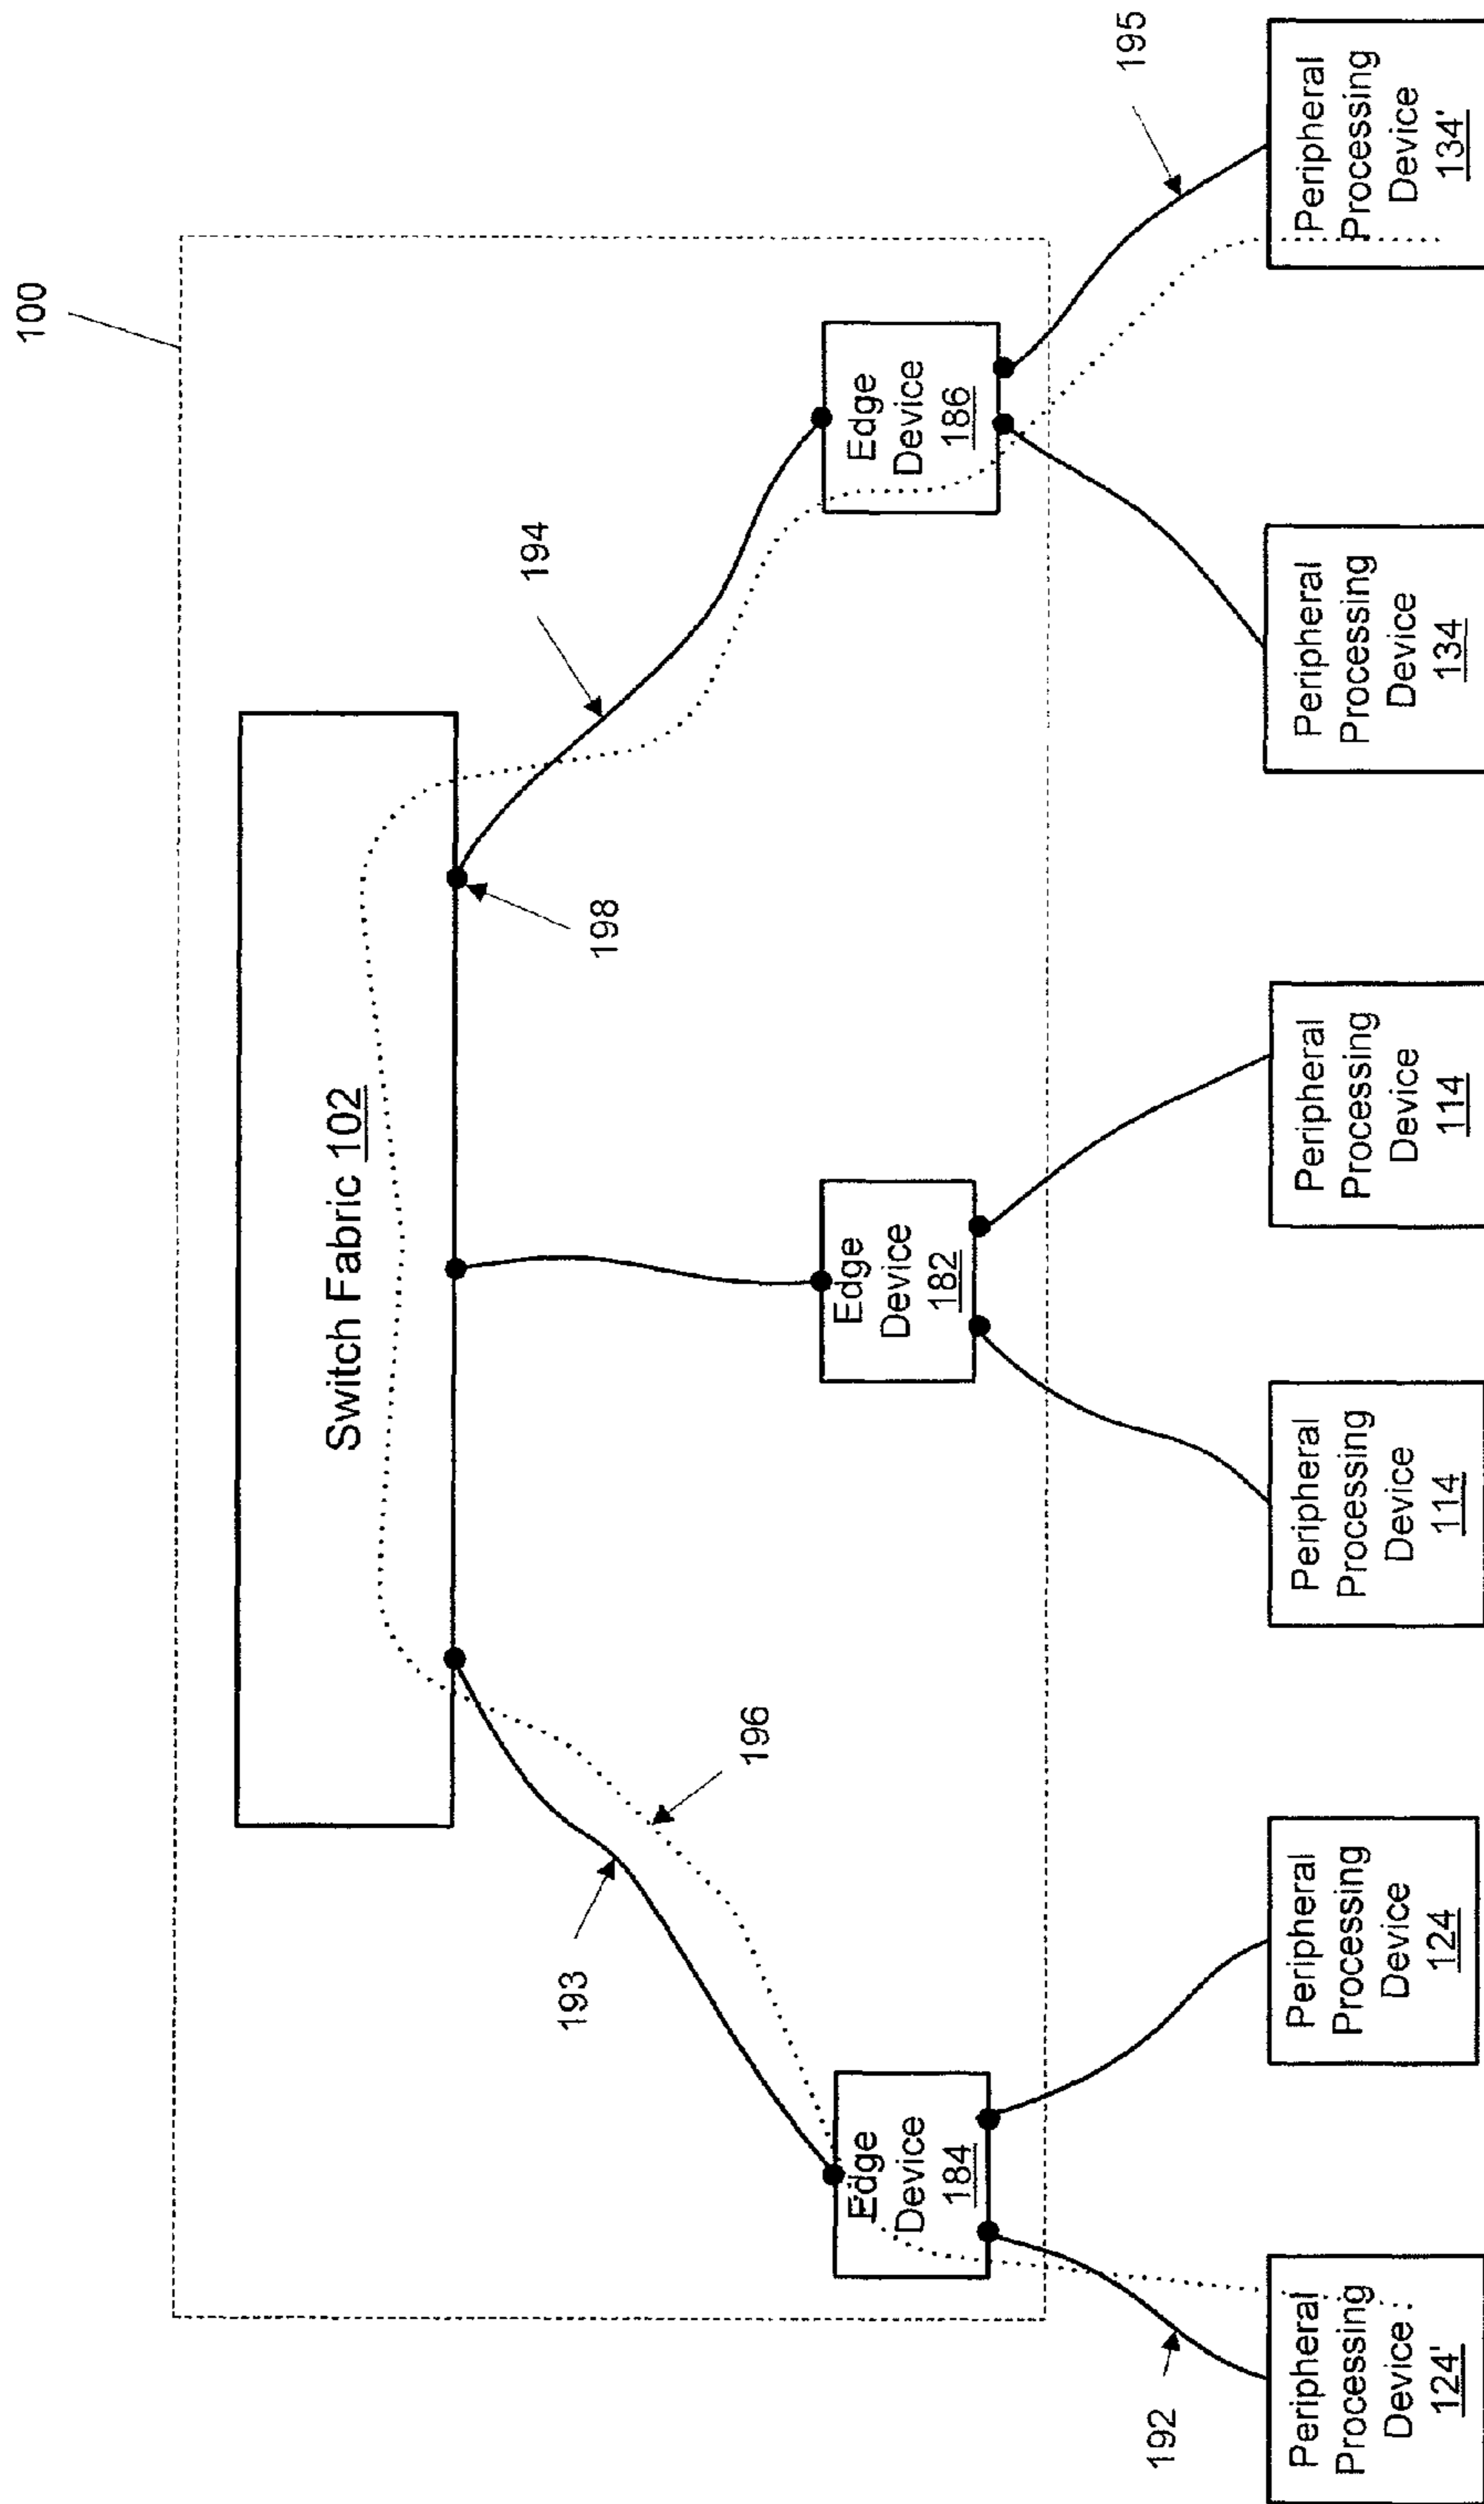 100
Switch Fabric 102
194
198
196
193
Edge
Device
184
Edge
Device
182
Edge
Device
186
192
195
Peripheral
Processing
Device
124'
Peripheral
Processing
Device
124
Peripheral
Processing
Device
114
Peripheral
Processing
Device
114
Peripheral
Processing
Device
134
Peripheral
Processing
Device
134'